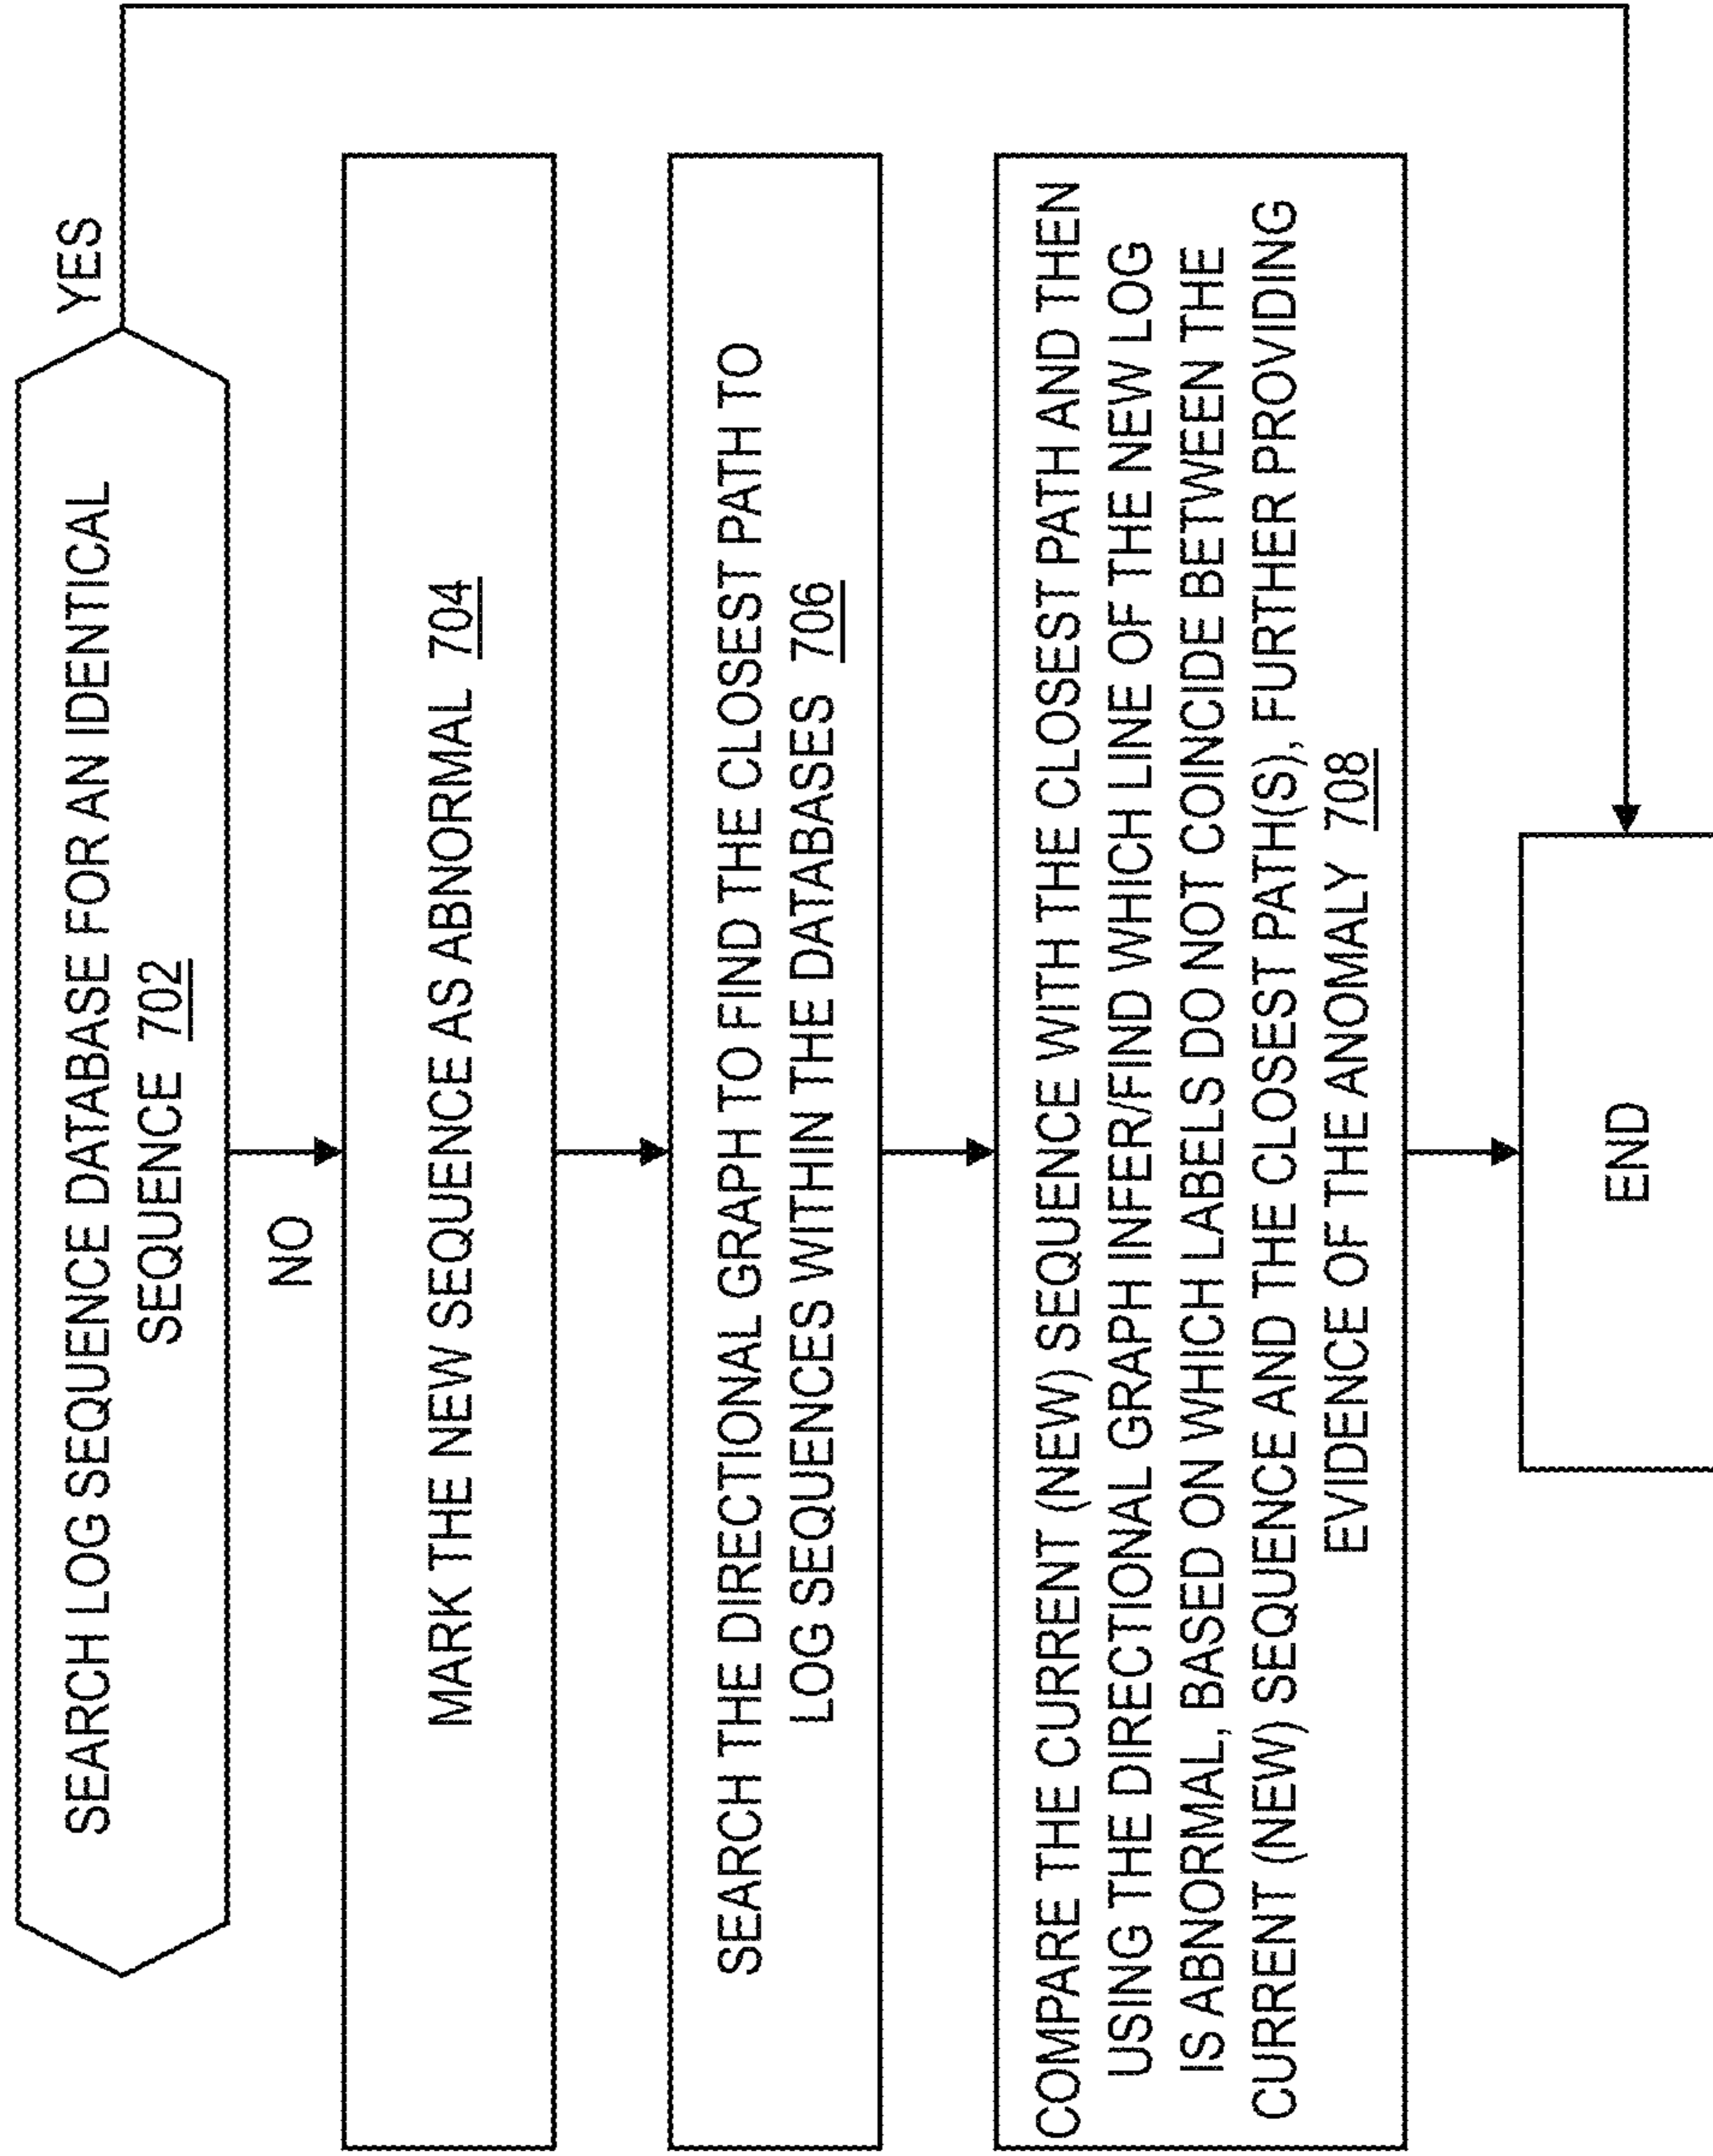 SEARCH LOG SEQUENCE DATABASE FOR AN IDENTICAL
SEQUENCE 702
YES
NO
MARK THE NEW SEQUENCE AS ABNORMAL 704
SEARCH THE DIRECTIONAL GRAPH TO FIND THE CLOSEST PATH TO
LOG SEQUENCES WITHIN THE DATABASES 706
COMPARE THE CURRENT (NEW) SEQUENCE WITH THE CLOSEST PATH AND THEN
USING THE DIRECTIONAL GRAPH INFER/FIND WHICH LINE OF THE NEW LOG
IS ABNORMAL, BASED ON WHICH LABELS DO NOT COINCIDE BETWEEN THE
CURRENT (NEW) SEQUENCE AND THE CLOSEST PATH(S), FURTHER PROVIDING
EVIDENCE OF THE ANOMALY 708
END